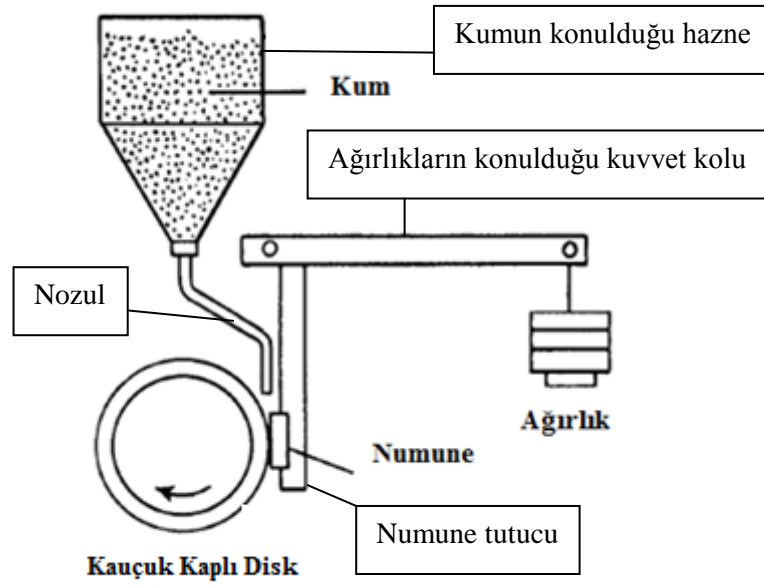 Kumun konulduğu hazne
Kum
Ağırlıkların konulduğu kuvvet kolu
Nozul
Ağırlık
Numune
Numune tutucu
Kauçuk Kaplı Disk